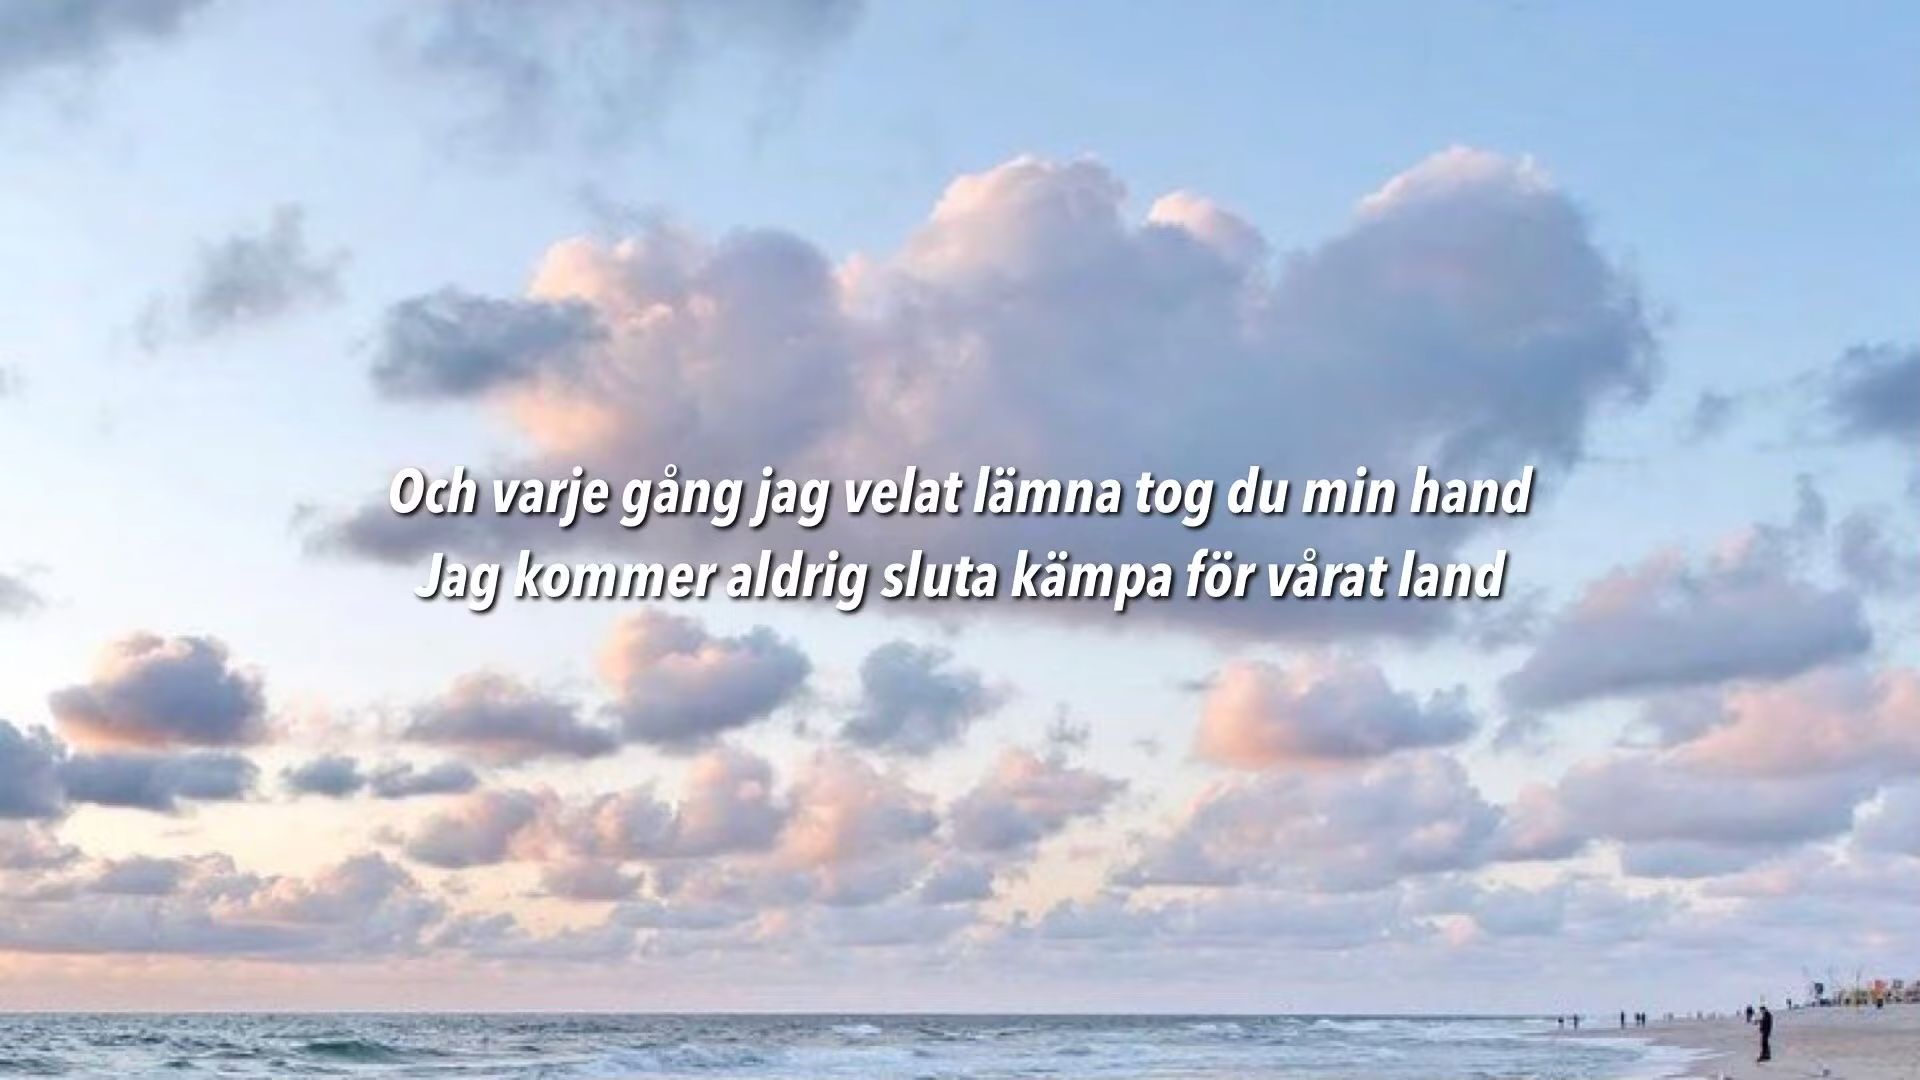 Och varje gång jag velat lämna tog du min hand
Jag kommer aldrig sluta kämpa för vårat land